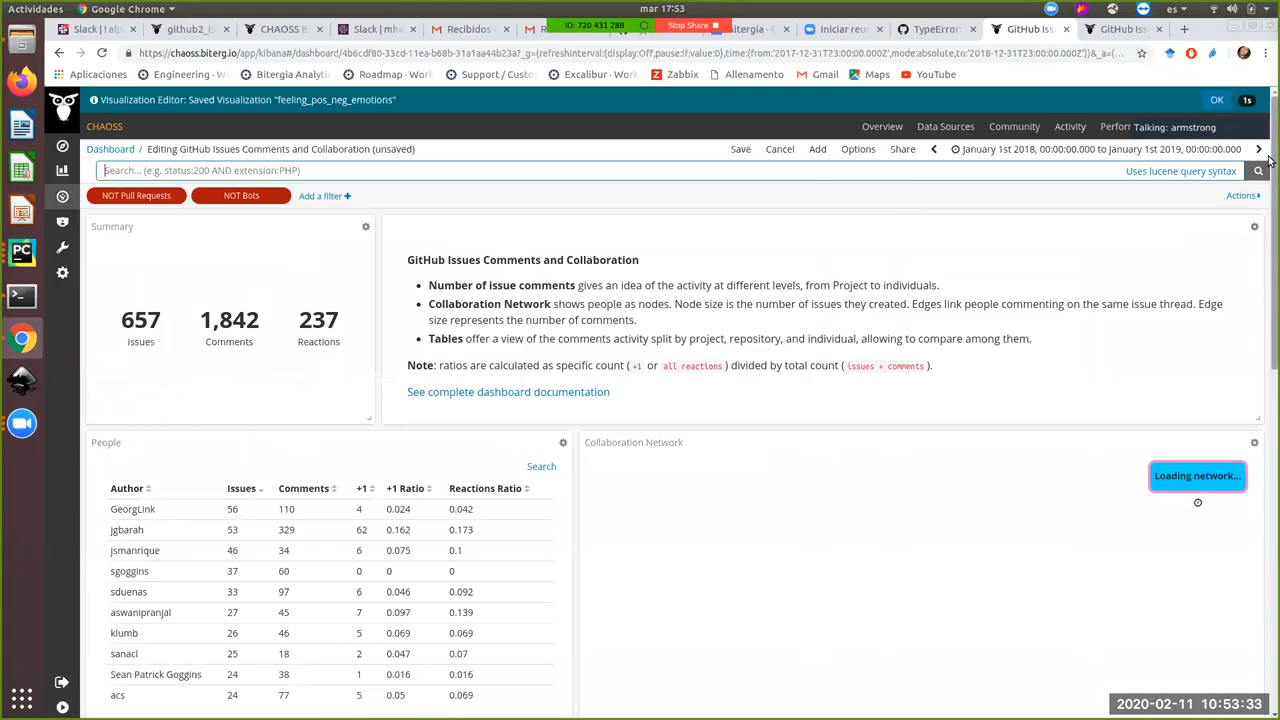 Actividades
Google Chrome
mar 17:53
es
Slack | al
github2_i
CHAOSS
ID: 720 431 288
Stop Share
Slack | mh
Recibidos
itergia -
Iniciar reu
TypeError
GitHub Iss
GitHub Iss
https://chaoss.biterg.io/app/kibana#/dashboard/4b6cdf80-33cd-11ea-b68b-31a1aa44b23a?_g=(refreshInterval:(display:Off,pause:!f,value:0),time:(from:'2017-12-31T23:00:00.000Z',mode:absolute,to:'2018-12-31T23:00:00.000Z'))&_a=(
Aplicaciones
Engineering - W
Bitergia Analyti
Roadmap - Work
Support / Custo
Excalibur - Work
Zabbix
Allenamento
Gmail
Maps
YouTube
Visualization Editor: Saved Visualization "feeling_pos_neg_emotions"
OK
1s
CHAOSS
Overview
Data Sources
Community
Activity
Perfor
Talking: armstrong
Dashboard / Editing GitHub Issues Comments and Collaboration (unsaved)
Save
Cancel
Add
Options
Share
January 1st 2018, 00:00:00.000 to January 1st 2019, 00:00:00.000
Search... (e.g. status:200 AND extension:PHP)
Uses lucene query syntax
NOT Pull Requests
NOT Bots
Add a filter +
Actions
Summary
657
1,842
237
Issues
Comments
Reactions
GitHub Issues Comments and Collaboration
• Number of issue comments gives an idea of the activity at different levels, from Project to individuals.
• Collaboration Network shows people as nodes. Node size is the number of issues they created. Edges link people commenting on the same issue thread. Edge
size represents the number of comments.
• Tables offer a view of the comments activity split by project, repository, and individual, allowing to compare among them.
Note: ratios are calculated as specific count ( +1 or all reactions ) divided by total count ( issues + comments ).
See complete dashboard documentation
People
Search
Author Issues Comments +1 +1 Ratio Reactions Ratio
GeorgLink 56 110 4 0.024 0.042
jgbarah 53 329 62 0.162 0.173
jsmanrique 46 34 6 0.075 0.1
sgoggins 37 60 0 0 0
sduenas 33 97 6 0.046 0.092
aswanipranjal 27 45 7 0.097 0.139
klumb 26 46 5 0.069 0.069
sanacl 25 18 2 0.047 0.07
Sean Patrick Goggins 24 38 1 0.016 0.016
acs 24 77 5 0.05 0.069
Collaboration Network
Loading network...
PC
2020-02-11 10:53:33